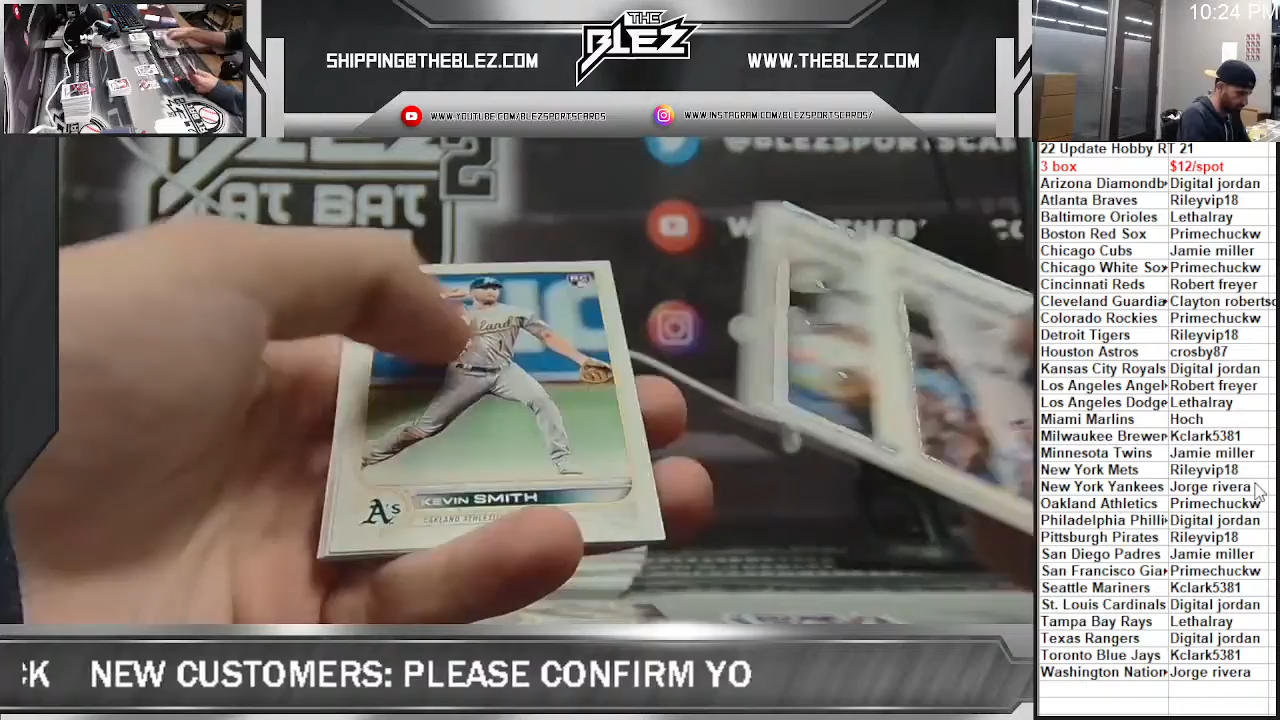 10:24 PM
THE BLEZ
SHIPPING@THEBLEZ.COM
WWW.THEBLEZ.COM
WWW.YOUTUBE.COM/BLEZSPORTSCARDS
WWW.INSTAGRAM.COM/BLEZSPORTSCARDS/
22 Update Hobby RT 21
3 box $12/spot
Arizona Diamondb Digital jordan
Atlanta Braves Rileyvip18
Baltimore Orioles Lethalray
Boston Red Sox Primechuckw
Chicago Cubs Jamie miller
Chicago White Sox Primechuckw
Cincinnati Reds Robert freyer
Cleveland Guardia Clayton robertso
Colorado Rockies Primechuckw
Detroit Tigers Rileyvip18
Houston Astros crosby87
Kansas City Royals Digital jordan
Los Angeles Angel Robert freyer
Los Angeles Dodge Lethalray
Miami Marlins Hoch
Milwaukee Brewer Kclark5381
Minnesota Twins Jamie miller
New York Mets Rileyvip18
New York Yankees Jorge rivera
Oakland Athletics Primechuckw
Philadelphia Philli Digital jordan
Pittsburgh Pirates Rileyvip18
San Diego Padres Jamie miller
San Francisco Gia Primechuckw
Seattle Mariners Kclark5381
St. Louis Cardinals Digital jordan
Tampa Bay Rays Lethalray
Texas Rangers Digital jordan
Toronto Blue Jays Kclark5381
Washington Nation Jorge rivera
@BLEZSPORTSCAR
AT BAT
2
RC
KEVIN SMITH
A's
OAKLAND ATHLETI
CK NEW CUSTOMERS: PLEASE CONFIRM YO